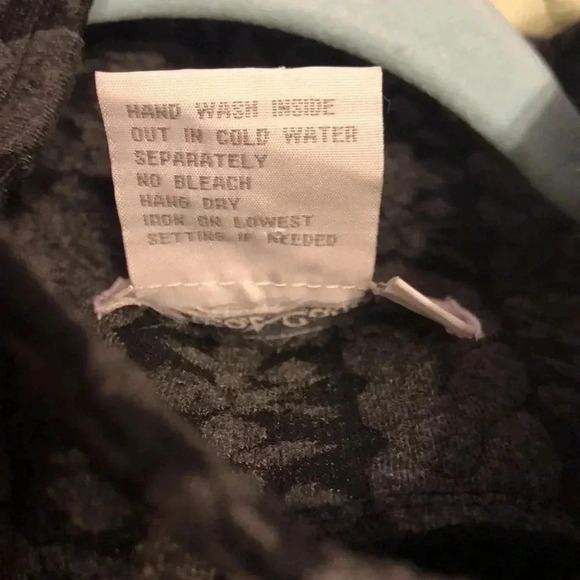 HAND WASH INSIDE
OUT IN COLD WATER
SEPARATELY
NO BLEACH
HANG DRY
IRON ON LOWEST
SETTING IF NEEDED